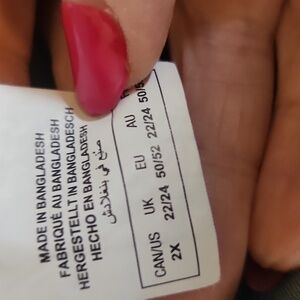 MADE IN BANGLADESH
FABRIQUÉ AU BANGLADESH
HERGESTELLT IN BANGLADESCH
HECHO EN BANGLADESH
صنع في بنغلاديش
CAN/US UK EU AU
2X 22/24 50/52 22/24